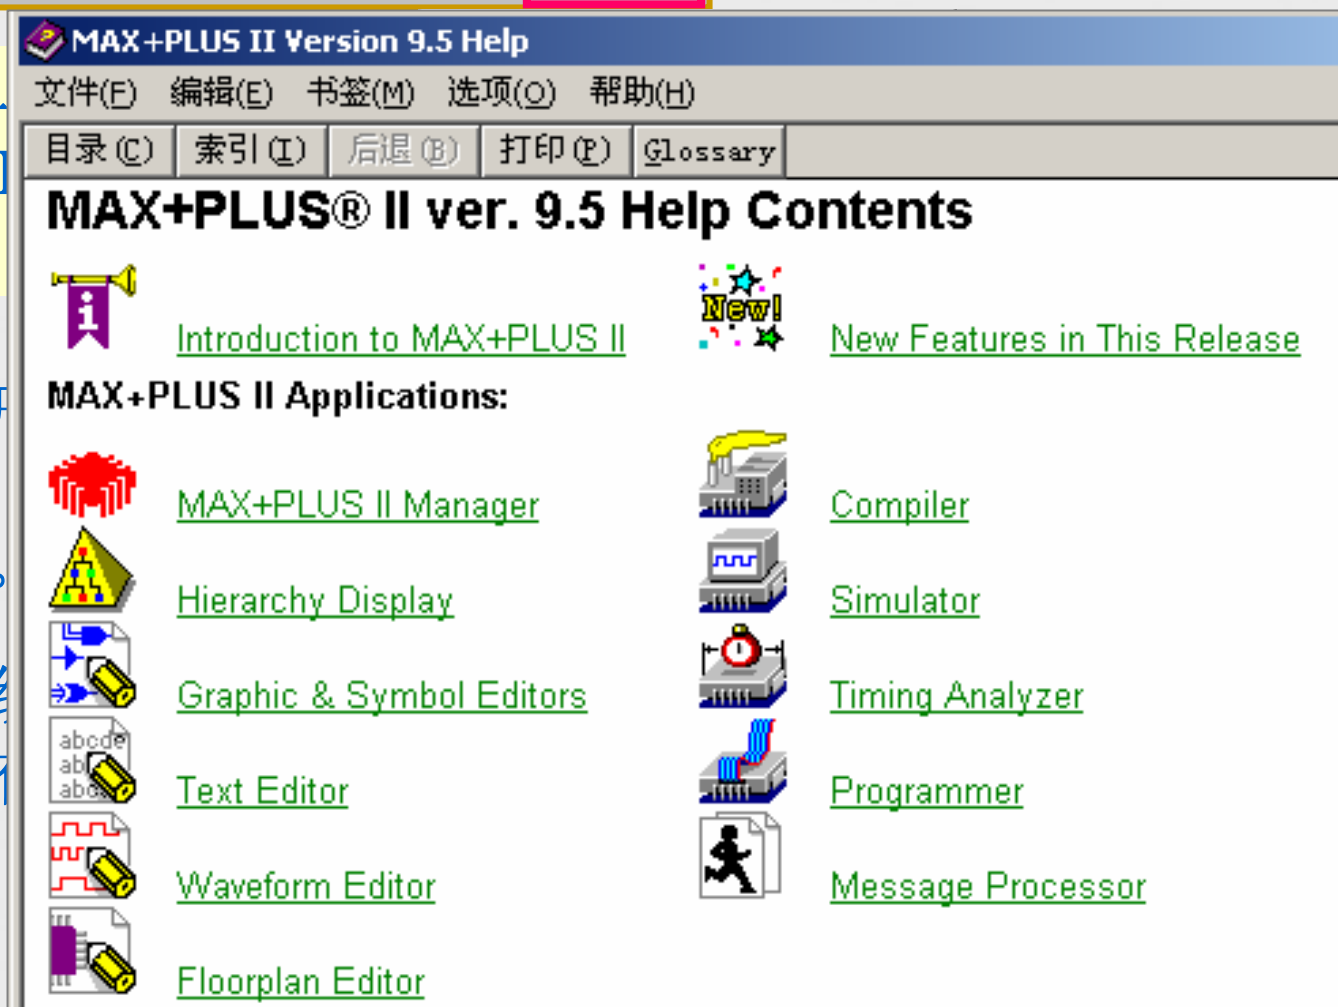 MAX+PLUS II Version 9.5 Help
文件(F) 编辑(E) 书签(M) 选项(O) 帮助(H)
目录(C) 索引(I) 后退(B) 打印(P) Glossary
MAX+PLUS® II ver. 9.5 Help Contents
Introduction to MAX+PLUS II
New!
New Features in This Release
MAX+PLUS II Applications:
MAX+PLUS II Manager
Compiler
Hierarchy Display
Simulator
Graphic & Symbol Editors
Timing Analyzer
abcde
Text Editor
Programmer
Waveform Editor
Message Processor
Floorplan Editor